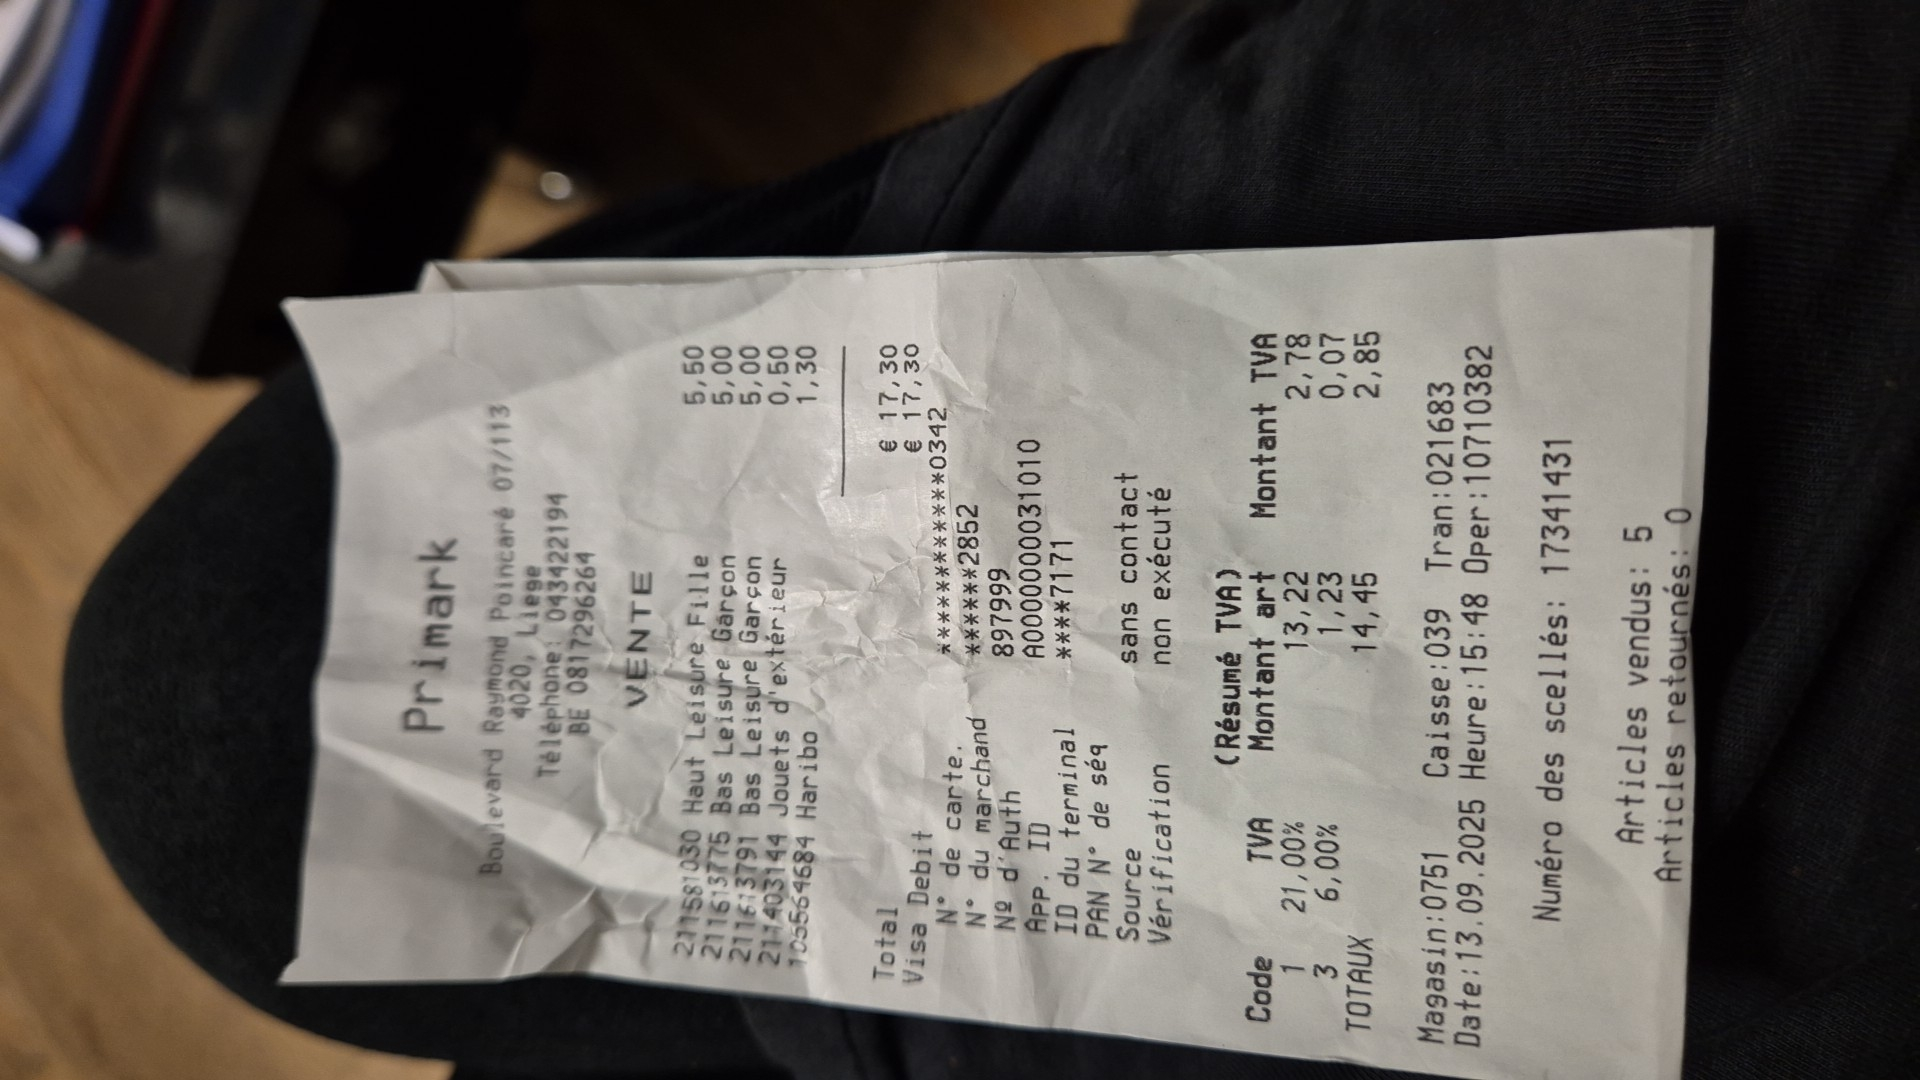 Primark
Boulevard Raymond Poincaré 07/113
4020, Liège
Téléphone: 043422194
BE 0817296264
VENTE
211581030 Haut Leisure Fille 5,50
211613775 Bas Leisure Garçon 5,00
211613791 Bas Leisure Garçon 5,00
211403144 Jouets d'extérieur 0,50
105564684 Haribo 1,30
Total € 17,30
Visa Debit € 17,30
N° de carte. ***************0342
N° du marchand ******2852
Nº d'Auth 897999
App. ID A0000000031010
ID du terminal ****7171
PAN N° de séq
Source sans contact
Vérification non exécuté
(Résumé TVA)
Code TVA Montant art Montant TVA
1 21,00% 13,22 2,78
3 6,00% 1,23 0,07
TOTAUX 14,45 2,85
Magasin:0751 Caisse:039 Tran:021683
Date:13.09.2025 Heure:15:48 Oper:10710382
Numéro des scellés: 17341431
Articles vendus: 5
Articles retournés: 0